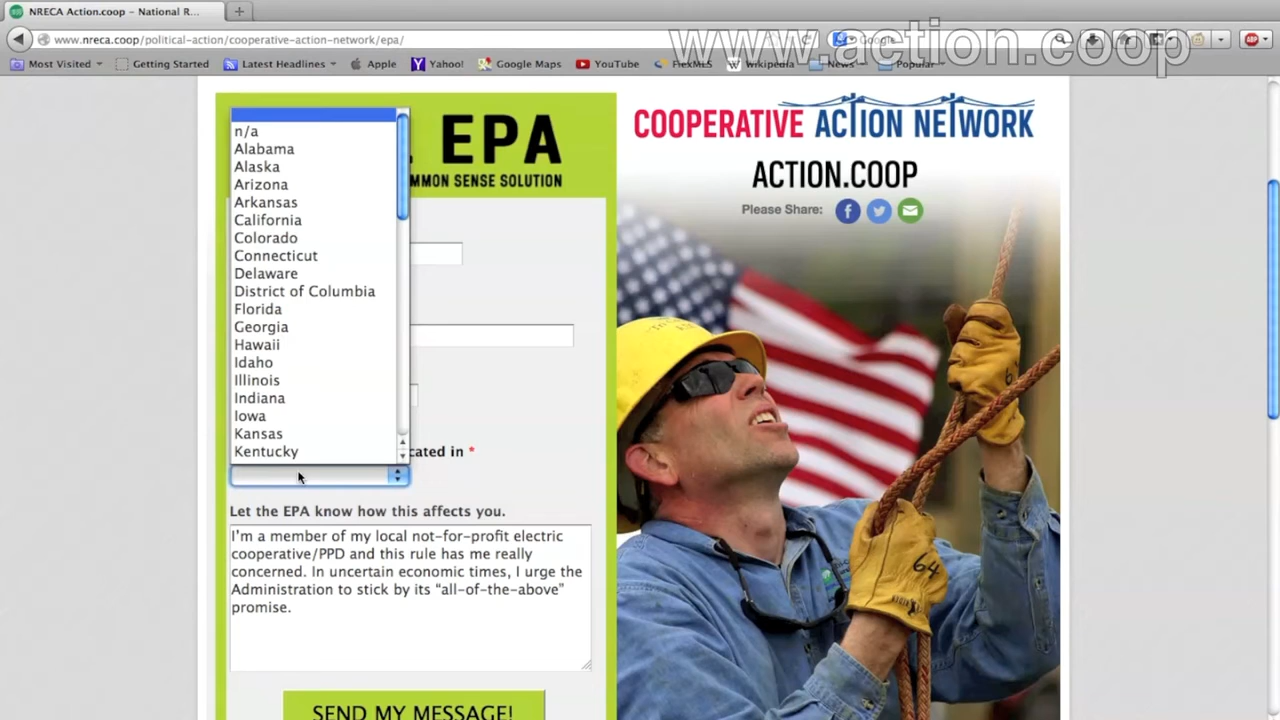 NRECA Action.coop – National R...
www.action.coop
www.nreca.coop/political-action/cooperative-action-network/epa/
Google
Most Visited
Getting Started
Latest Headlines
Apple
Yahoo!
Google Maps
YouTube
FlexMLS
Wikipedia
News
Popular
EPA
MMON SENSE SOLUTION
n/a
Alabama
Alaska
Arizona
Arkansas
California
Colorado
Connecticut
Delaware
District of Columbia
Florida
Georgia
Hawaii
Idaho
Illinois
Indiana
Iowa
Kansas
Kentucky
cated in *
Let the EPA know how this affects you.
I'm a member of my local not-for-profit electric
cooperative/PPD and this rule has me really
concerned. In uncertain economic times, I urge the
Administration to stick by its "all-of-the-above"
promise.
SEND MY MESSAGE!
COOPERATIVE ACTION NETWORK
ACTION.COOP
Please Share:
64
ABP